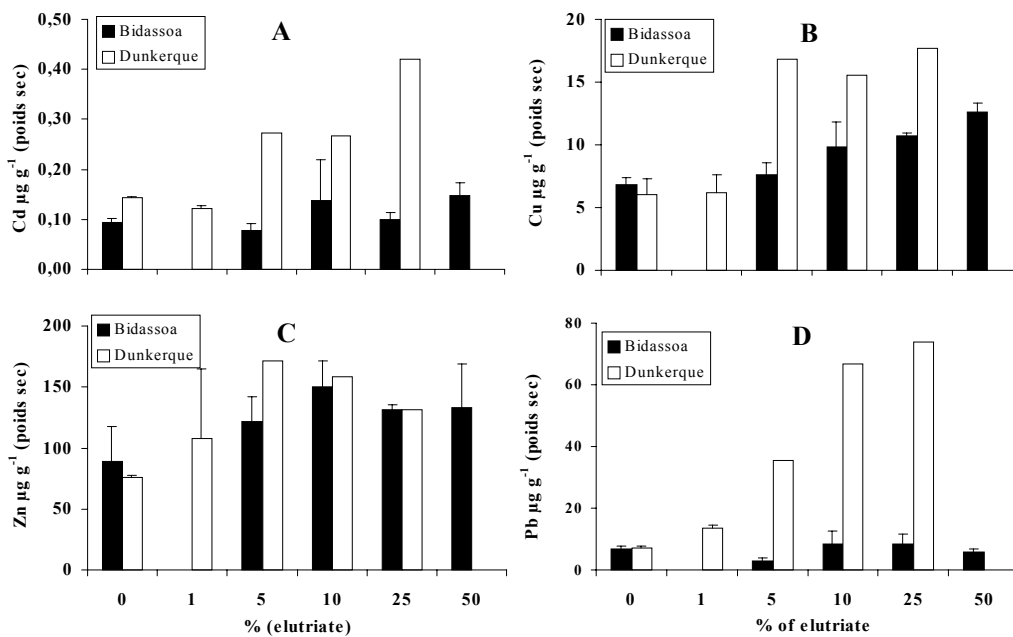 A
Bidassoa
Dunkerque
Cd µg g-1 (poids sec)
0,50
0,40
0,30
0,20
0,10
0,00
B
Bidassoa
Dunkerque
Cu µg g-1 (poids sec)
20
15
10
5
0
C
Bidassoa
Dunkerque
Zn µg g-1 (poids sec)
200
150
100
50
0
0 1 5 10 25 50
% (elutriate)
D
Bidassoa
Dunkerque
Pb µg g-1 (poids sec)
80
60
40
20
0
0 1 5 10 25 50
% of elutriate